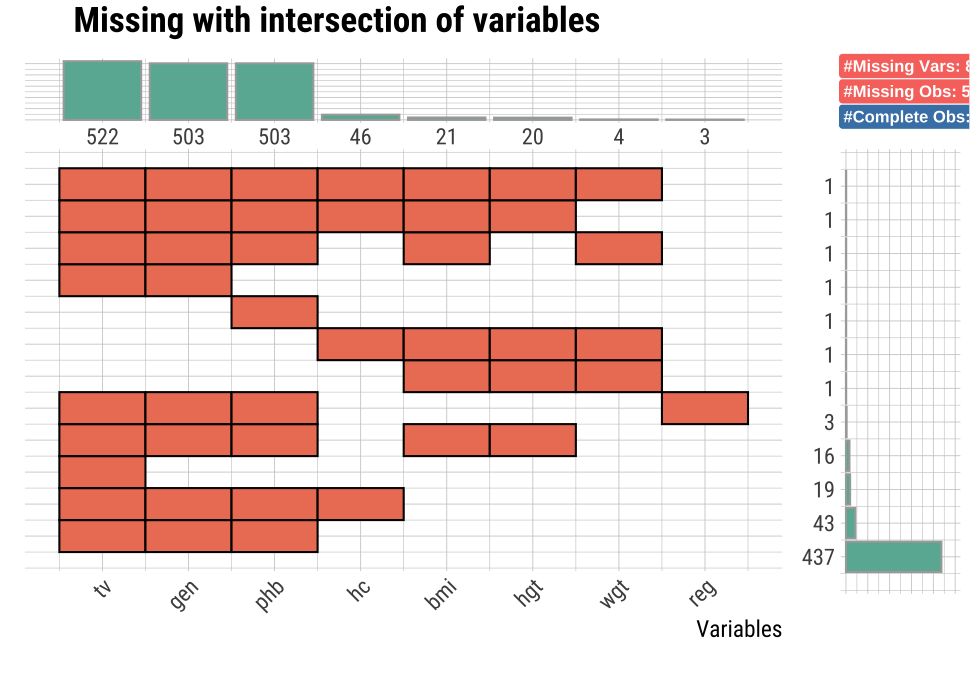 Missing with intersection of variables
#Missing Vars: 8
#Missing Obs: 5
#Complete Obs:
522 503 503 46 21 20 4 3
1
1
1
1
1
1
1
3
16
19
43
437
tv gen phb hc bmi hgt wgt reg
Variables